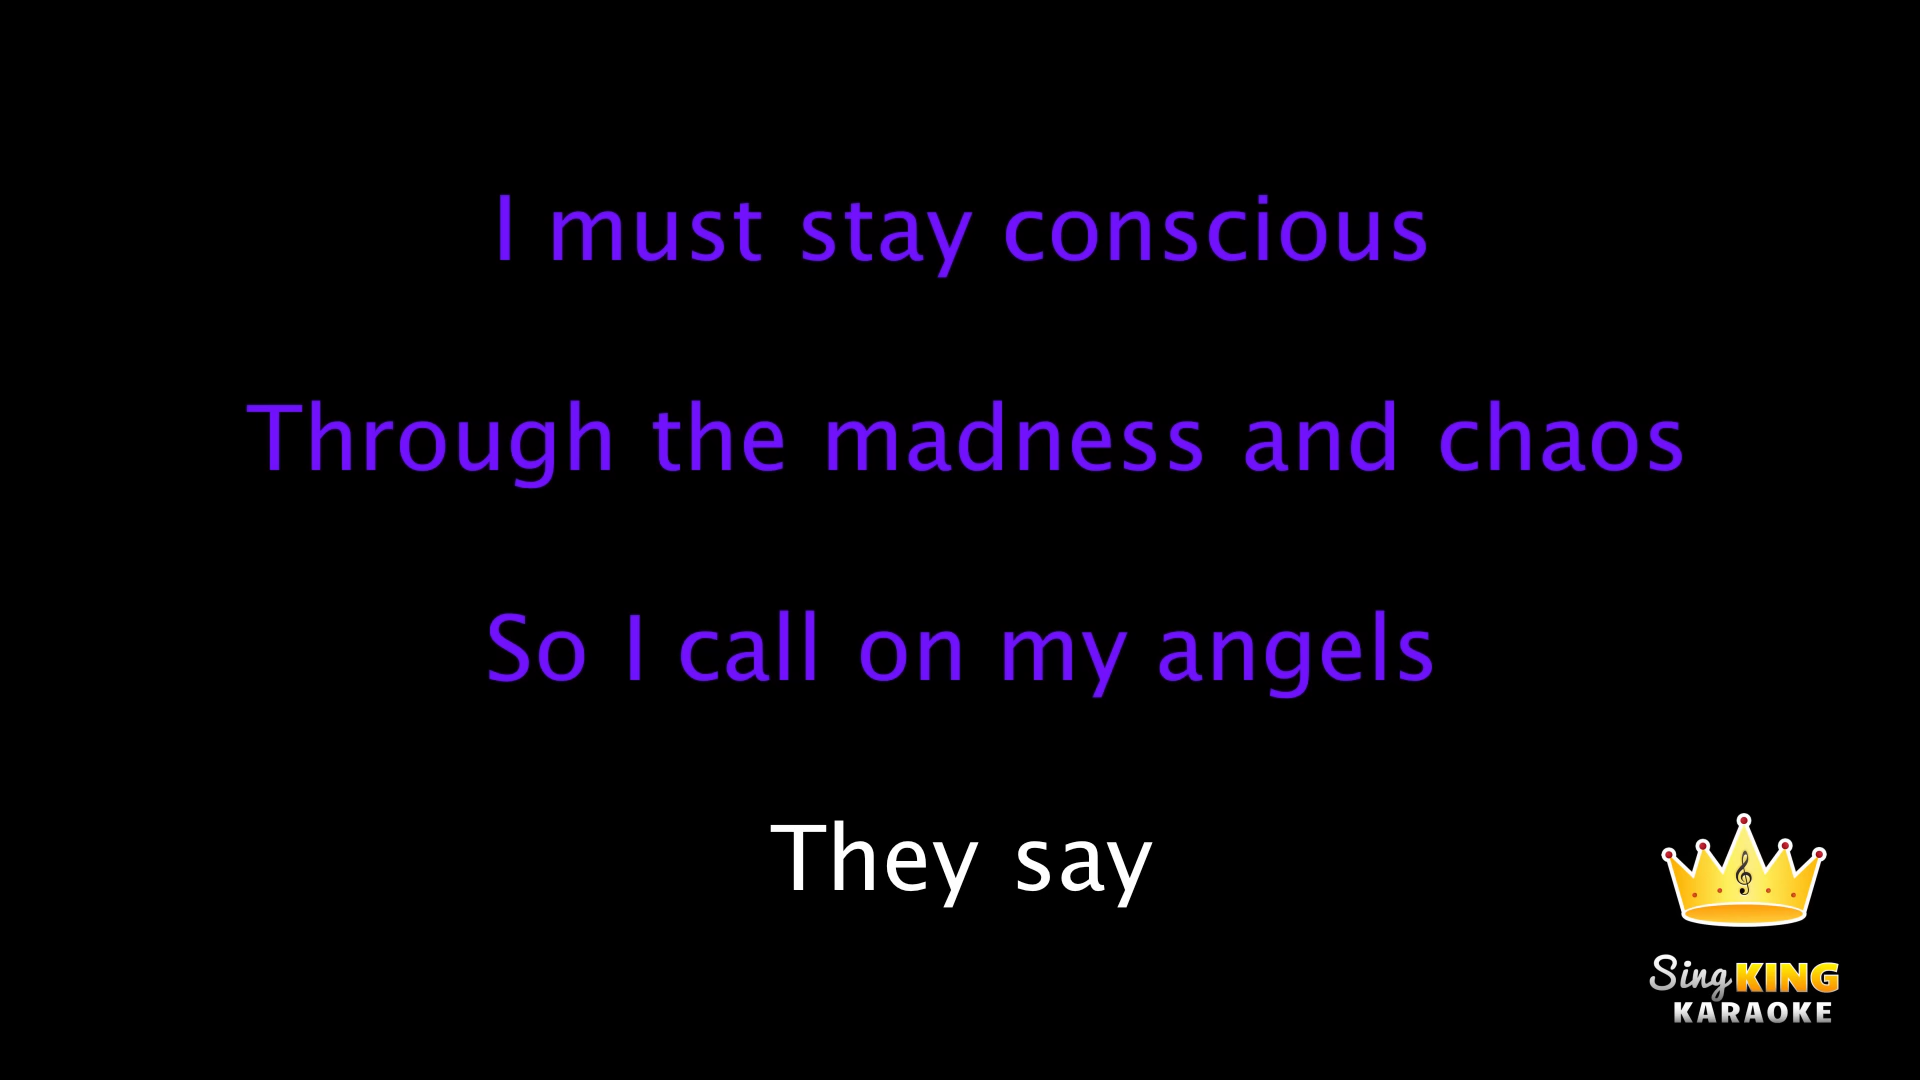 I must stay conscious
Through the madness and chaos
So I call on my angels
They say
Sing KING
KARAOKE